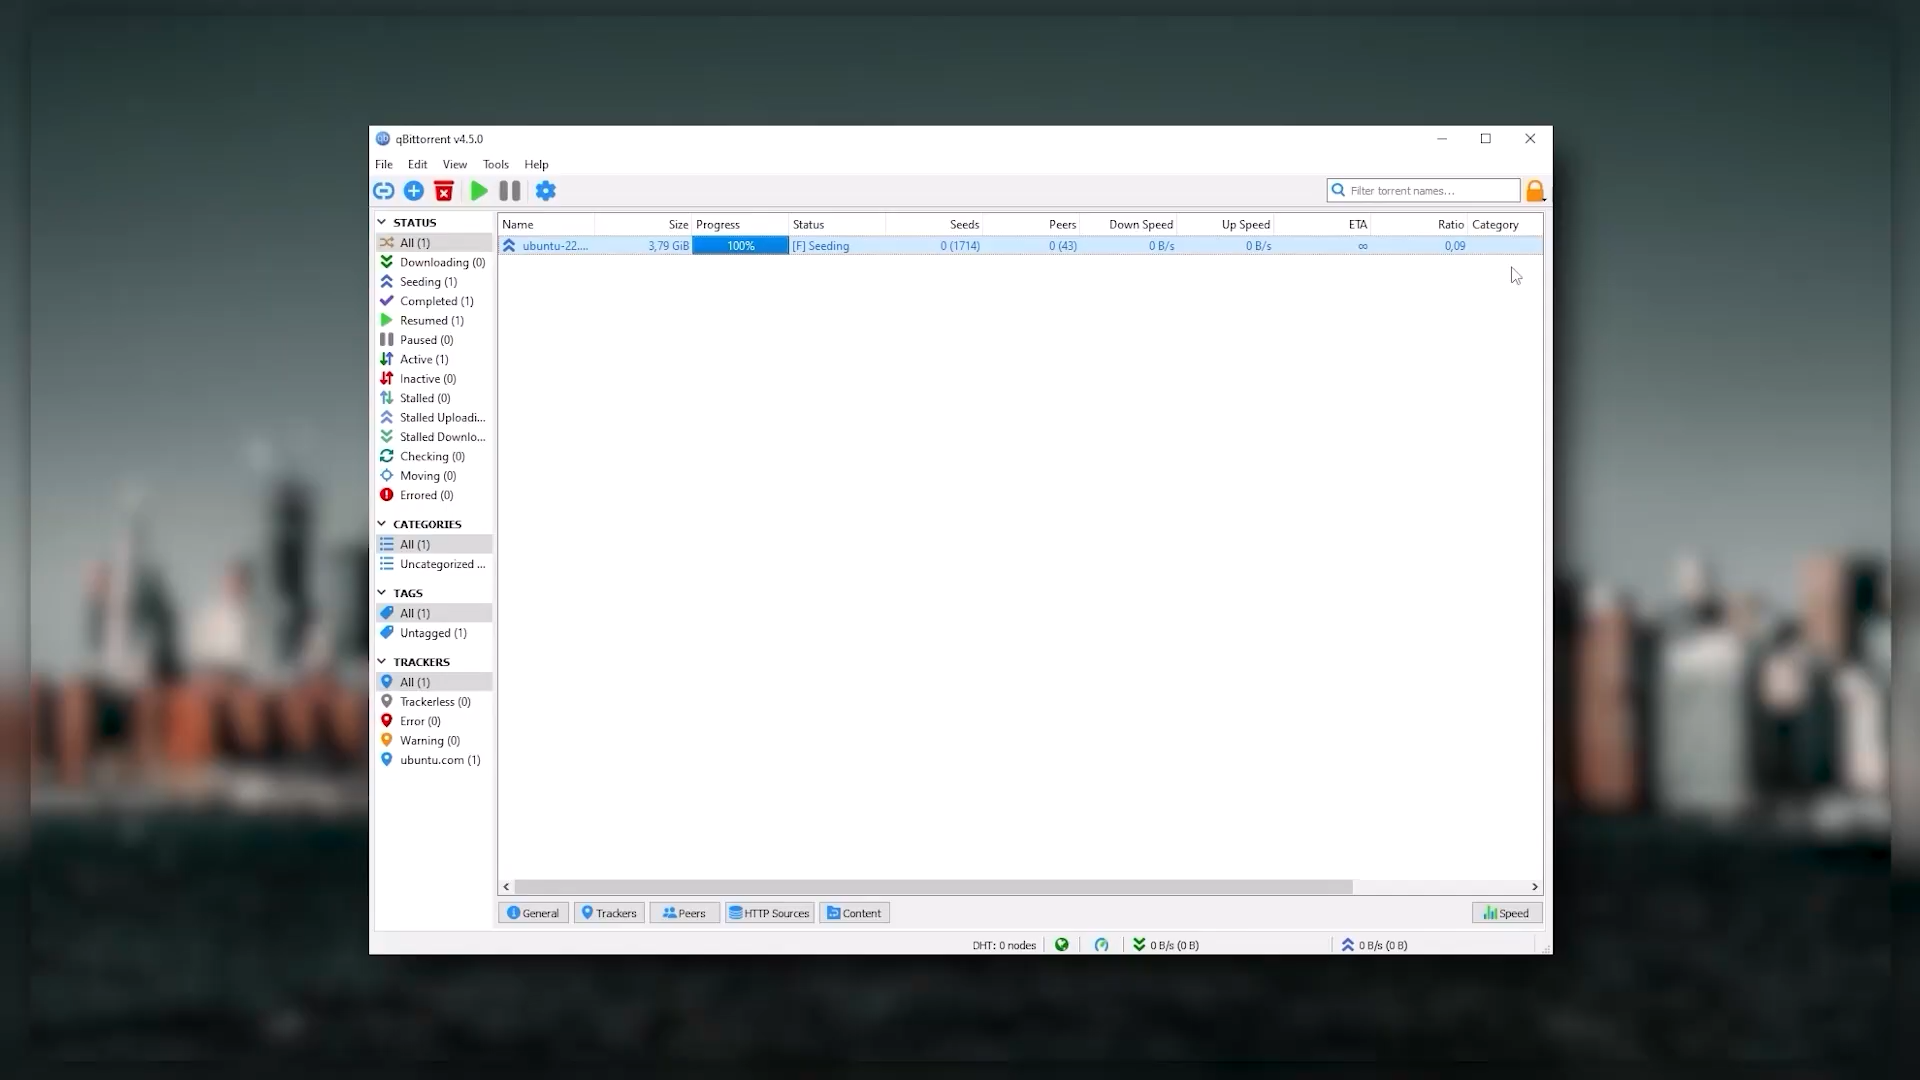 qBittorrent v4.5.0
File Edit View Tools Help
Filter torrent names...
STATUS
All (1)
Downloading (0)
Seeding (1)
Completed (1)
Resumed (1)
Paused (0)
Active (1)
Inactive (0)
Stalled (0)
Stalled Uploadi...
Stalled Downlo...
Checking (0)
Moving (0)
Errored (0)
CATEGORIES
All (1)
Uncategorized ...
TAGS
All (1)
Untagged (1)
TRACKERS
All (1)
Trackerless (0)
Error (0)
Warning (0)
ubuntu.com (1)
Name Size Progress Status Seeds Peers Down Speed Up Speed ETA Ratio Category
ubuntu-22.... 3,79 GiB 100% [F] Seeding 0 (1714) 0 (43) 0 B/s 0 B/s ∞ 0,09
General Trackers Peers HTTP Sources Content Speed
DHT: 0 nodes 0 B/s (0 B) 0 B/s (0 B)